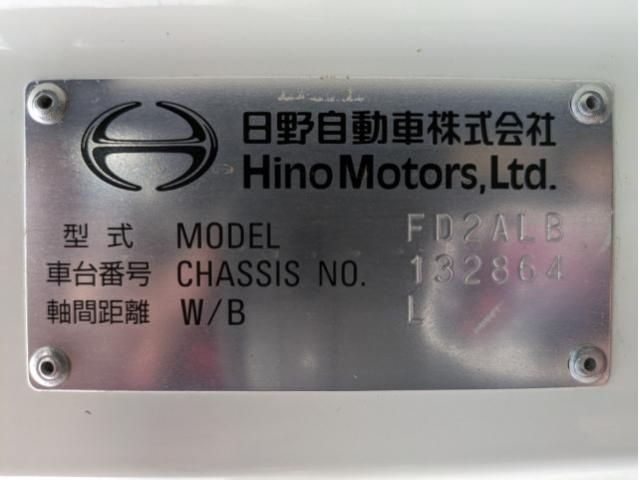 日野自動車株式会社
Hino Motors, Ltd.
型式 MODEL FD2ALB
車台番号 CHASSIS NO. 132864
軸間距離 W/B L